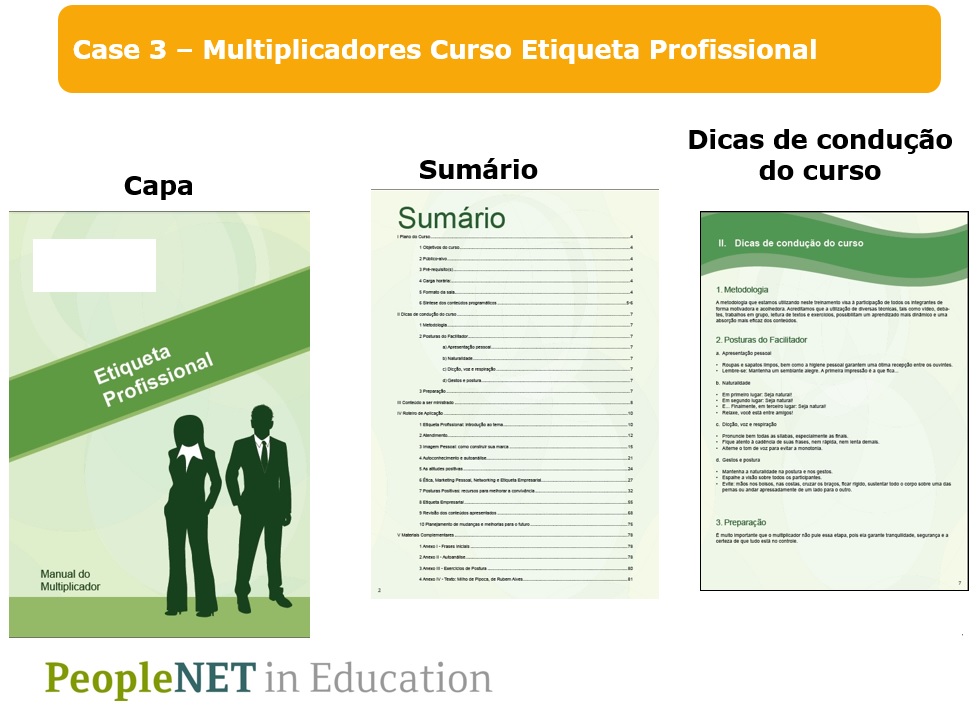 Case 3 – Multiplicadores Curso Etiqueta Profissional
Capa
Etiqueta
Profissional
Manual do
Multiplicador
Sumário
Sumário
I Plano do Curso 4
1 Objetivos do curso 4
2 Público-alvo 4
3 Pré-requisito(s) 4
4 Carga horária 4
5 Formato da sala 4
6 Síntese dos conteúdos programáticos 5-6
II Dicas de condução do curso 7
1 Metodologia 7
2 Posturas do Facilitador 7
a) Apresentação pessoal 7
b) Naturalidade 7
c) Dicção, voz e respiração 7
d) Gestos e postura 7
3 Preparação 7
III Conteúdo a ser ministrado 8
IV Roteiro de Aplicação 10
1 Etiqueta Profissional: introdução ao tema 10
2 Atendimento 12
3 Imagem Pessoal: como construir sua marca 15
4 Autoconhecimento e autoanálise 21
5 As atitudes positivas 24
6 Ética, Marketing Pessoal, Networking e Etiqueta Empresarial 27
7 Posturas Positivas: recursos para melhorar a convivência 32
8 Etiqueta Empresarial
9 Revisão dos conteúdos apresentados
10 Planejamento de mudanças e melhorias para o futuro 75
V Materiais Complementares 78
1 Anexo I - Frases iniciais
2 Anexo II - Autoanálise
3 Anexo III - Exercícios de Postura 80
4 Anexo IV - Texto: Milho de Pipoca, de Rubem Alves 81
2
Dicas de condução
do curso
II. Dicas de condução do curso
1. Metodologia
A metodologia que estamos utilizando neste treinamento visa à participação de todos os integrantes de
forma motivadora e acolhedora. Acreditamos que a utilização de diversas técnicas, tais como vídeo, deba-
tes, trabalhos em grupo, leitura de textos e exercícios, possibilitam um aprendizado mais dinâmico e uma
absorção mais eficaz dos conteúdos.
2. Posturas do Facilitador
a. Apresentação pessoal
• Roupas e sapatos limpos, bem como a higiene pessoal garantem uma ótima recepção entre os ouvintes.
• Lembre-se: Mantenha um semblante alegre. A primeira impressão é a que fica...
b. Naturalidade
• Em primeiro lugar: Seja natural!
• Em segundo lugar: Seja natural!
• E... Finalmente, em terceiro lugar: Seja natural!
• Relaxe, você está entre amigos!
c. Dicção, voz e respiração
• Pronuncie bem todas as sílabas, especialmente as finais.
• Fique atento à cadência de suas frases, nem rápida, nem lenta demais.
• Alterne o tom de voz para evitar a monotonia.
d. Gestos e postura
• Mantenha a naturalidade na postura e nos gestos.
• Espalhe a visão sobre todos os participantes.
• Evite: mãos nos bolsos, nas costas, cruzar os braços, ficar rígido, sustentar todo o corpo sobre uma das
pernas ou andar apressadamente de um lado para o outro.
3. Preparação
É muito importante que o multiplicador não pule essa etapa, pois ela garante tranquilidade, segurança e a
certeza de que tudo está no controle.
7
PeopleNET in Education